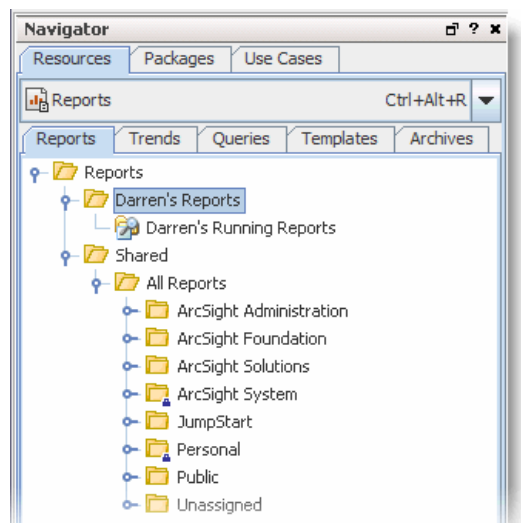 Navigator ?
Resources Packages Use Cases
Reports Ctrl+Alt+R
Reports Trends Queries Templates Archives
Reports
Darren's Reports
Darren's Running Reports
Shared
All Reports
ArcSight Administration
ArcSight Foundation
ArcSight Solutions
ArcSight System
JumpStart
Personal
Public
Unassigned